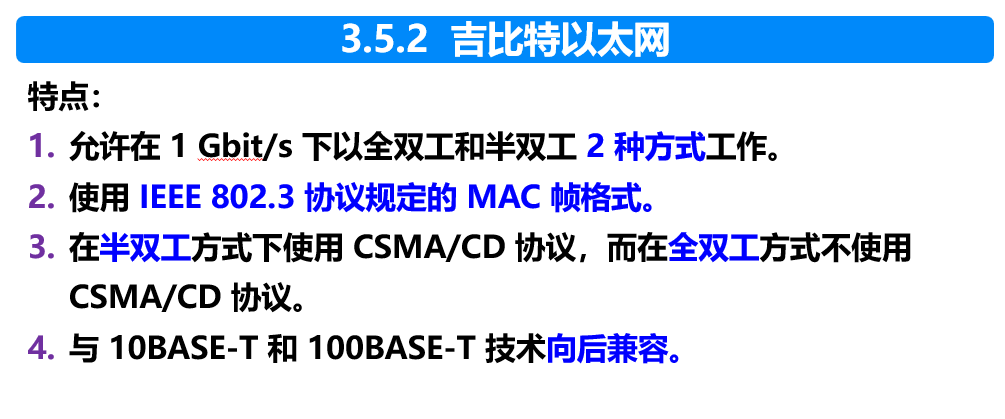 3.5.2 吉比特以太网
特点：
1. 允许在 1 Gbit/s 下以全双工和半双工 2 种方式工作。
2. 使用 IEEE 802.3 协议规定的 MAC 帧格式。
3. 在半双工方式下使用 CSMA/CD 协议，而在全双工方式不使用
CSMA/CD 协议。
4. 与 10BASE-T 和 100BASE-T 技术向后兼容。